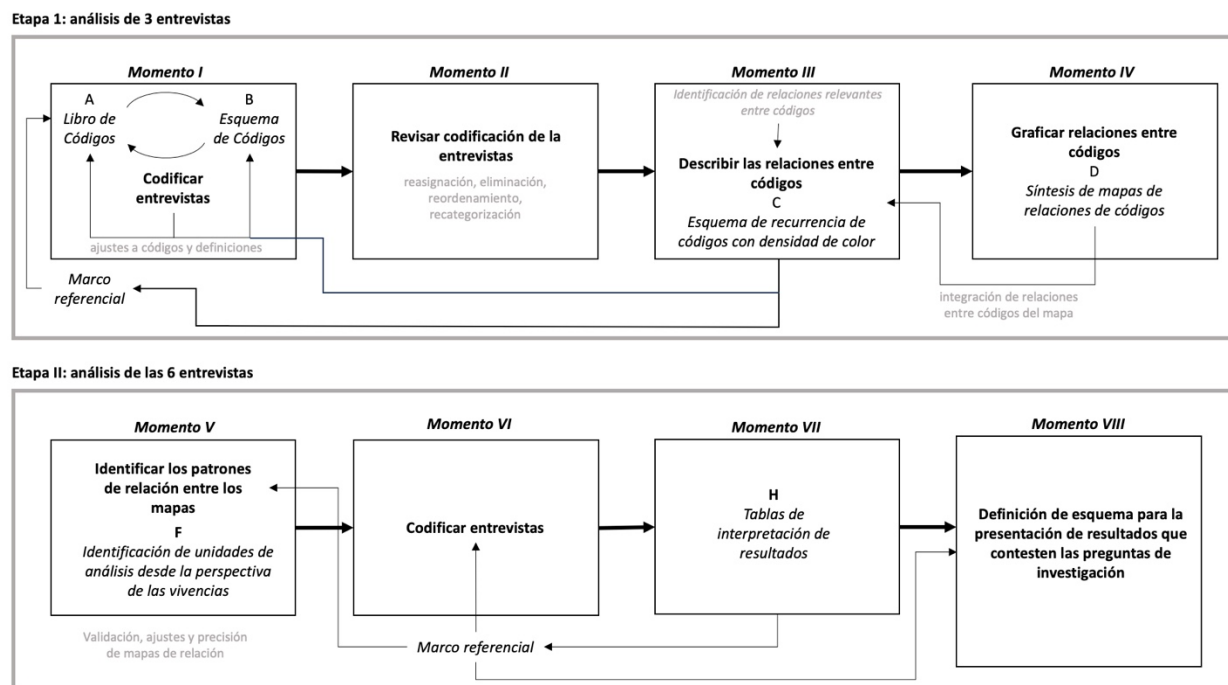 Etapa 1: análisis de 3 entrevistas
Momento I
A
Libro de
Códigos
B
Esquema
de Códigos
Codificar
entrevistas
ajustes a códigos y definiciones
Marco
referencial
Momento II
Revisar codificación de la
entrevistas
reasignación, eliminación,
reordenamiento,
recategorización
Momento III
Identificación de relaciones relevantes
entre códigos
Describir las relaciones entre
códigos
C
Esquema de recurrencia de
códigos con densidad de color
Momento IV
Graficar relaciones entre
códigos
D
Síntesis de mapas de
relaciones de códigos
integración de relaciones
entre códigos del mapa
Etapa II: análisis de las 6 entrevistas
Momento V
Identificar los patrones
de relación entre los
mapas
F
Identificación de unidades de
análisis desde la perspectiva
de las vivencias
Validación, ajustes y precisión
de mapas de relación
Momento VI
Codificar entrevistas
Marco referencial
Momento VII
H
Tablas de
interpretación de
resultados
Momento VIII
Definición de esquema para la
presentación de resultados que
contesten las preguntas de
investigación